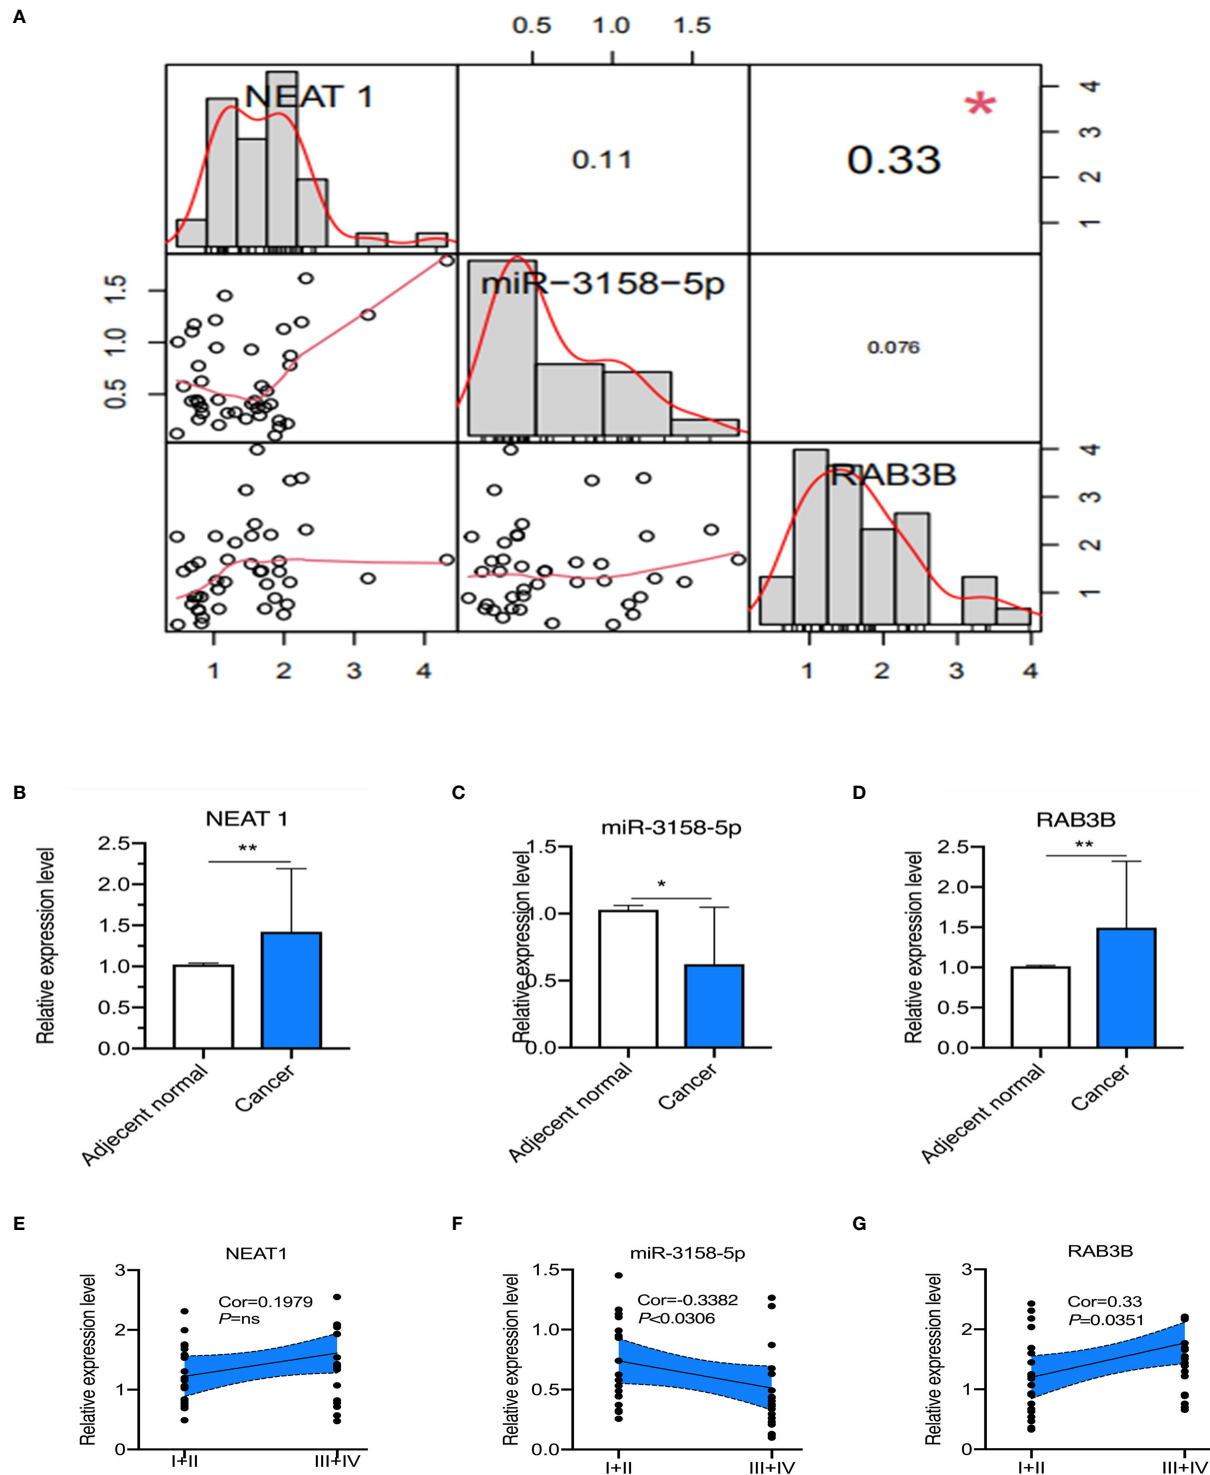 A
0.5 1.0 1.5
NEAT 1
0.11
0.33
*
4
3
2
1
miR-3158-5p
0.076
1.5
1.0
0.5
RAB3B
4
3
2
1
1 2 3 4
1 2 3 4
B
NEAT 1
**
Relative expression level
2.5
2.0
1.5
1.0
0.5
0.0
Adjecent normal
Cancer
C
miR-3158-5p
*
Relative expression level
1.5
1.0
0.5
0.0
Adjecent normal
Cancer
D
RAB3B
**
Relative expression level
2.5
2.0
1.5
1.0
0.5
0.0
Adjecent normal
Cancer
E
NEAT1
Cor=0.1979
P=ns
Relative expression level
3
2
1
0
I+II
III+IV
F
miR-3158-5p
Cor=-0.3382
P<0.0306
Relative expression level
1.5
1.0
0.5
0.0
I+II
III+IV
G
RAB3B
Cor=0.33
P=0.0351
Relative expression level
3
2
1
0
I+II
III+IV